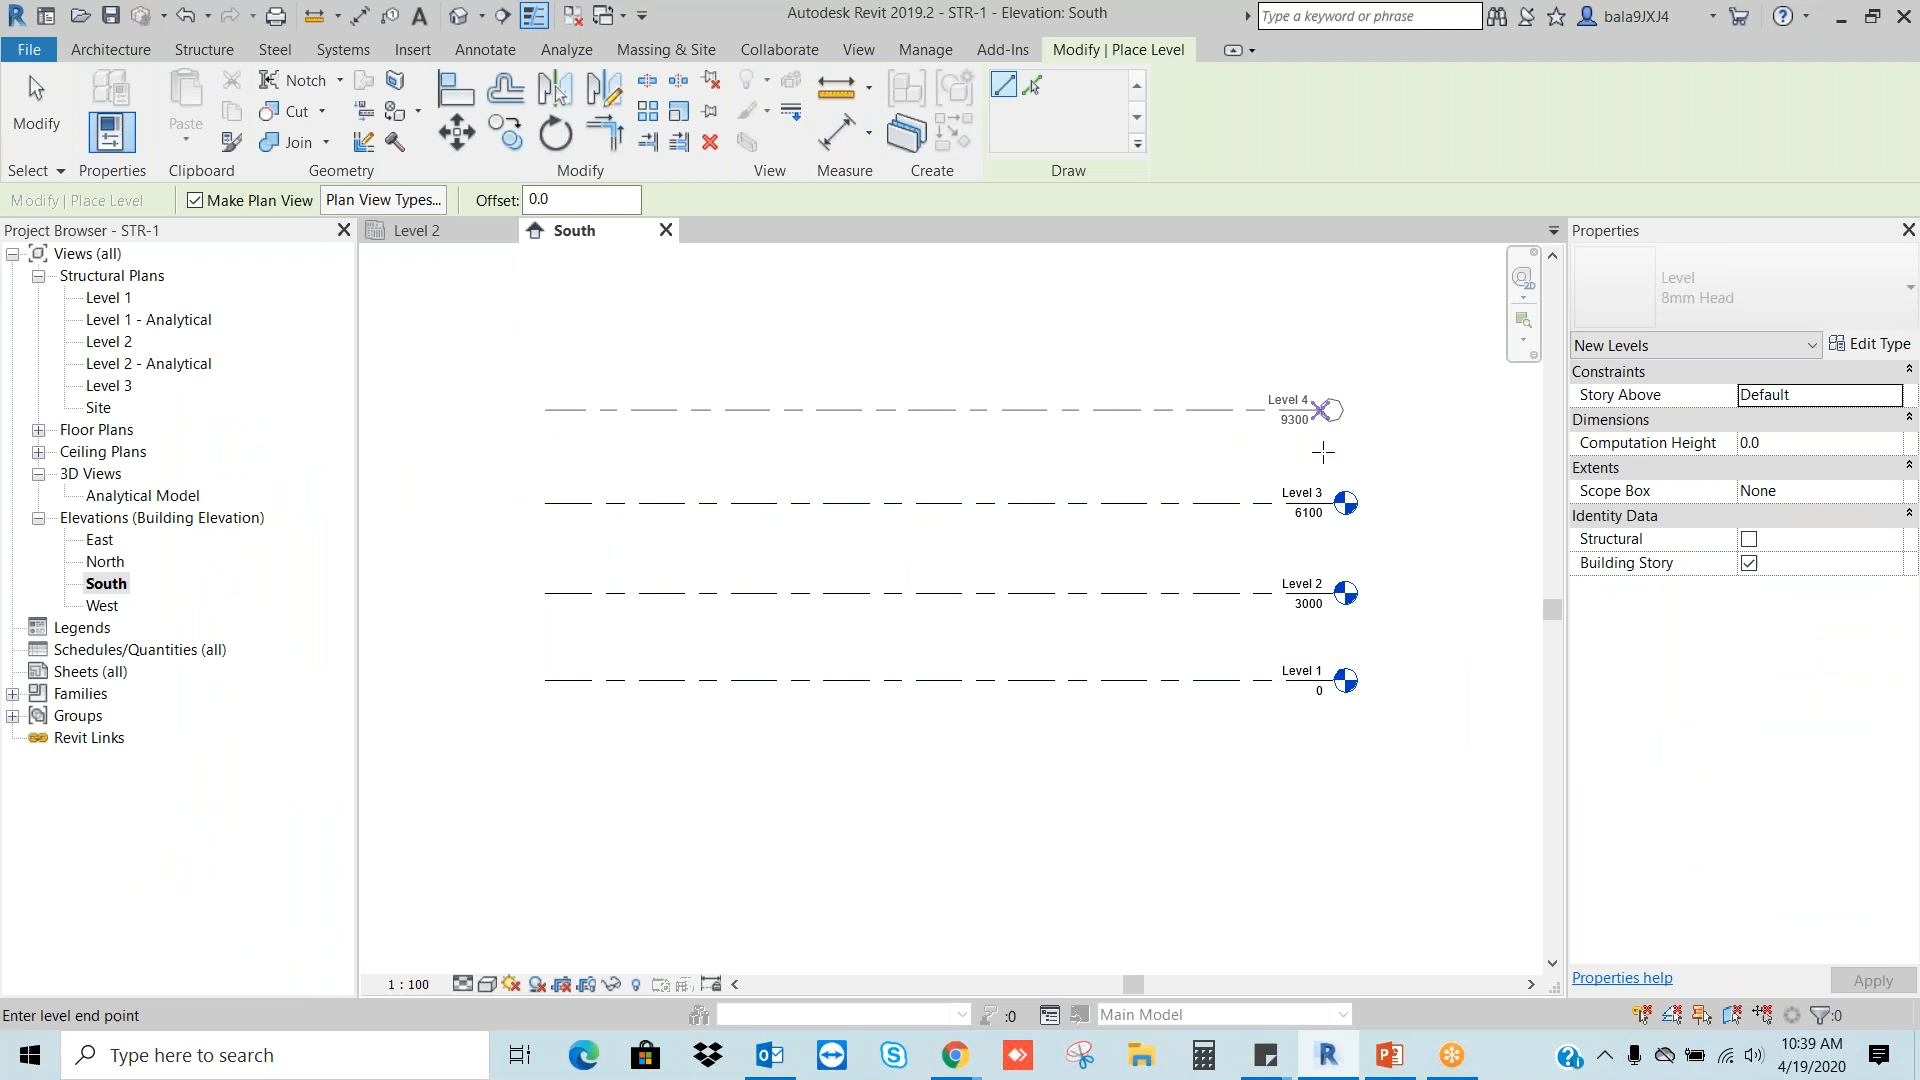 Autodesk Revit 2019.2 - STR-1 - Elevation: South
Type a keyword or phrase
bala9JXJ4
File
Architecture
Structure
Steel
Systems
Insert
Annotate
Analyze
Massing & Site
Collaborate
View
Manage
Add-Ins
Modify | Place Level
Modify
Paste
Notch
Cut
Join
Select
Properties
Clipboard
Geometry
Modify
View
Measure
Create
Draw
Modify | Place Level
Make Plan View
Plan View Types...
Offset:
0.0
Project Browser - STR-1
Level 2
South
Properties
Views (all)
Structural Plans
Level 1
Level 1 - Analytical
Level 2
Level 2 - Analytical
Level 3
Site
Floor Plans
Ceiling Plans
3D Views
Analytical Model
Elevations (Building Elevation)
East
North
South
West
Legends
Schedules/Quantities (all)
Sheets (all)
Families
Groups
Revit Links
2D
Level 4
9300
Level 3
6100
Level 2
3000
Level 1
0
Level
8mm Head
New Levels
Edit Type
Constraints
Story Above
Default
Dimensions
Computation Height
0.0
Extents
Scope Box
None
Identity Data
Structural
Building Story
Properties help
Apply
1 : 100
Enter level end point
:0
Main Model
:0
Type here to search
10:39 AM
4/19/2020